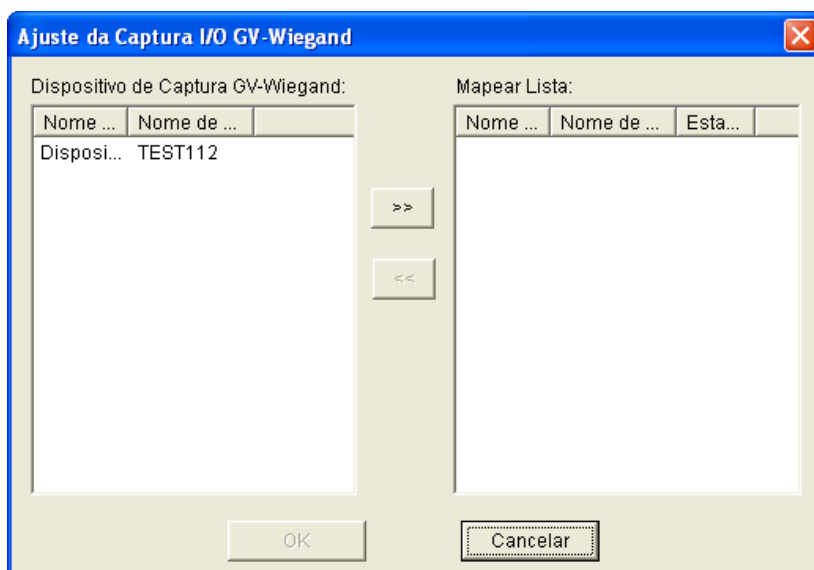 Ajuste da Captura I/O GV-Wiegand
Dispositivo de Captura GV-Wiegand:
Mapear Lista:
Nome ... Nome de ...
Nome ... Nome de ... Esta...
Disposi... TEST112
>>
<<
OK
Cancelar